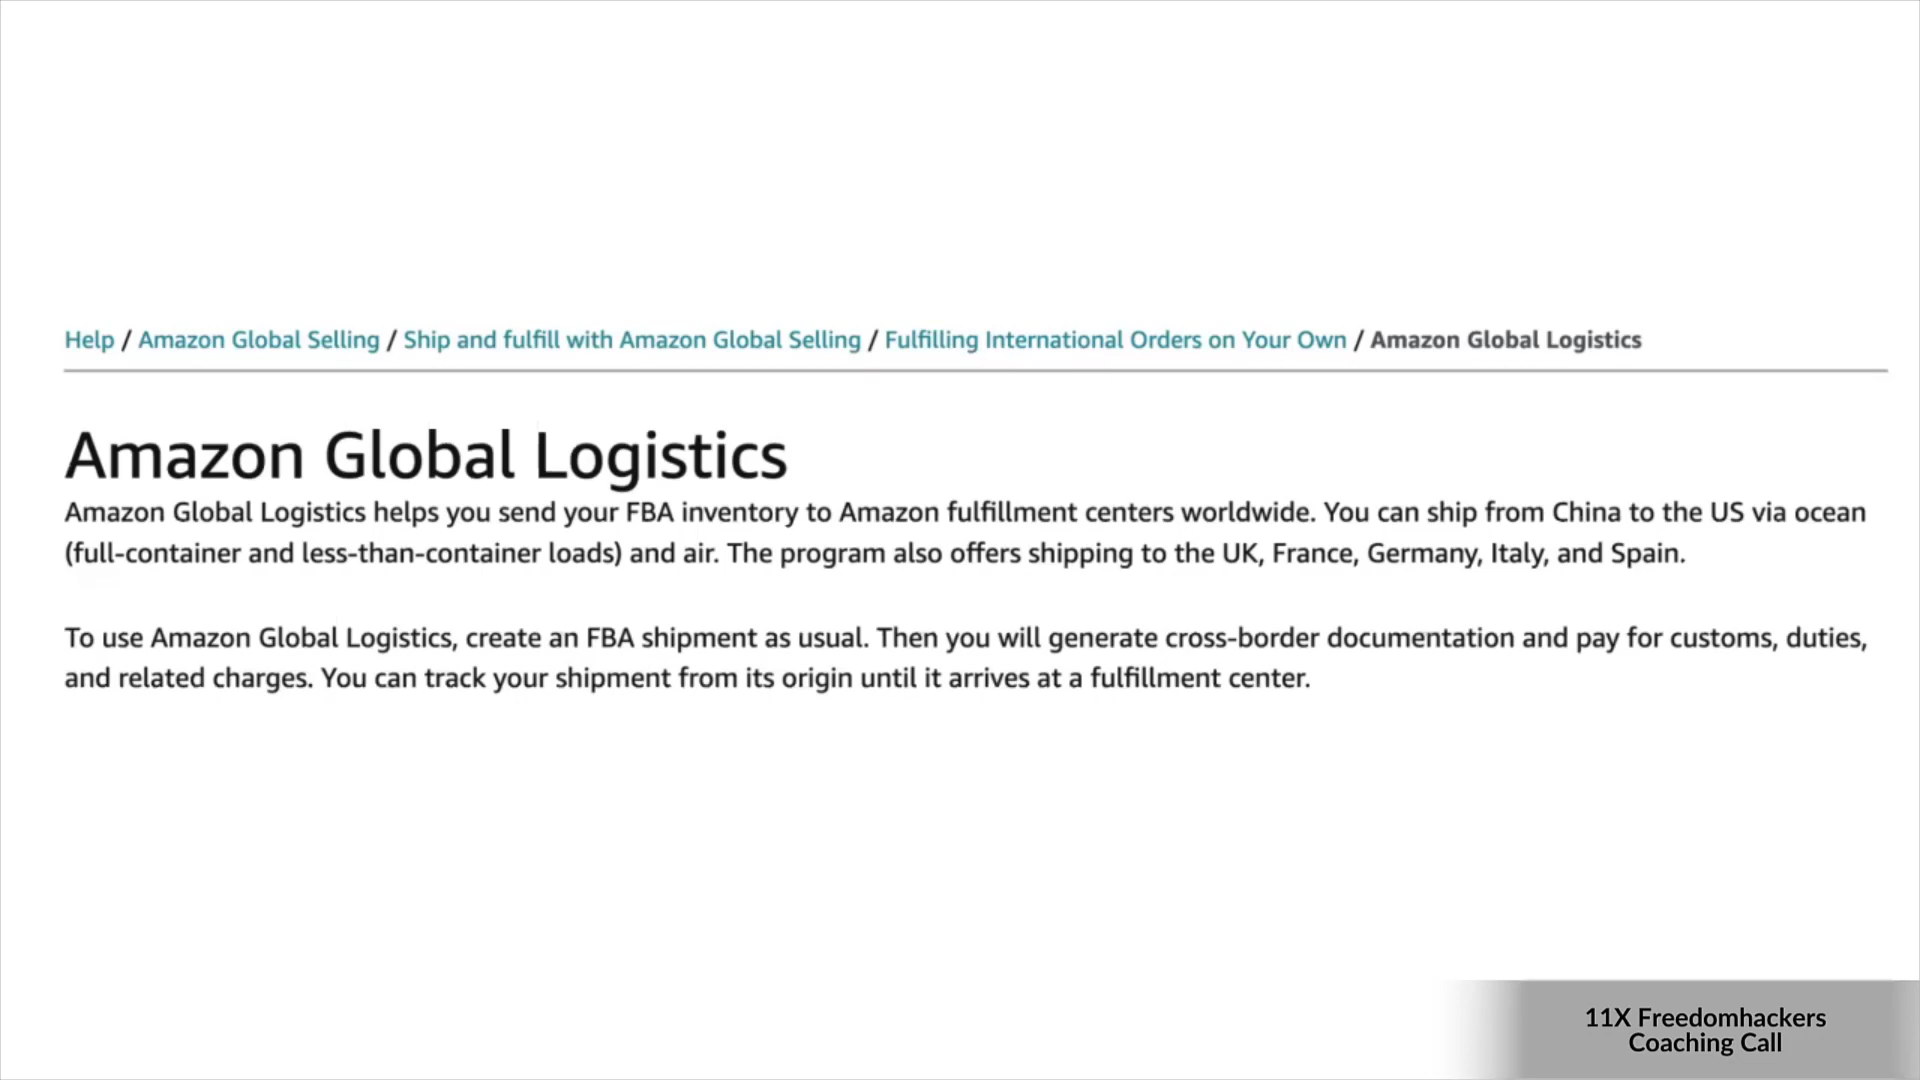 Help / Amazon Global Selling / Ship and fulfill with Amazon Global Selling / Fulfilling International Orders on Your Own / Amazon Global Logistics
Amazon Global Logistics
Amazon Global Logistics helps you send your FBA inventory to Amazon fulfillment centers worldwide. You can ship from China to the US via ocean
(full-container and less-than-container loads) and air. The program also offers shipping to the UK, France, Germany, Italy, and Spain.
To use Amazon Global Logistics, create an FBA shipment as usual. Then you will generate cross-border documentation and pay for customs, duties,
and related charges. You can track your shipment from its origin until it arrives at a fulfillment center.
11X Freedomhackers
Coaching Call